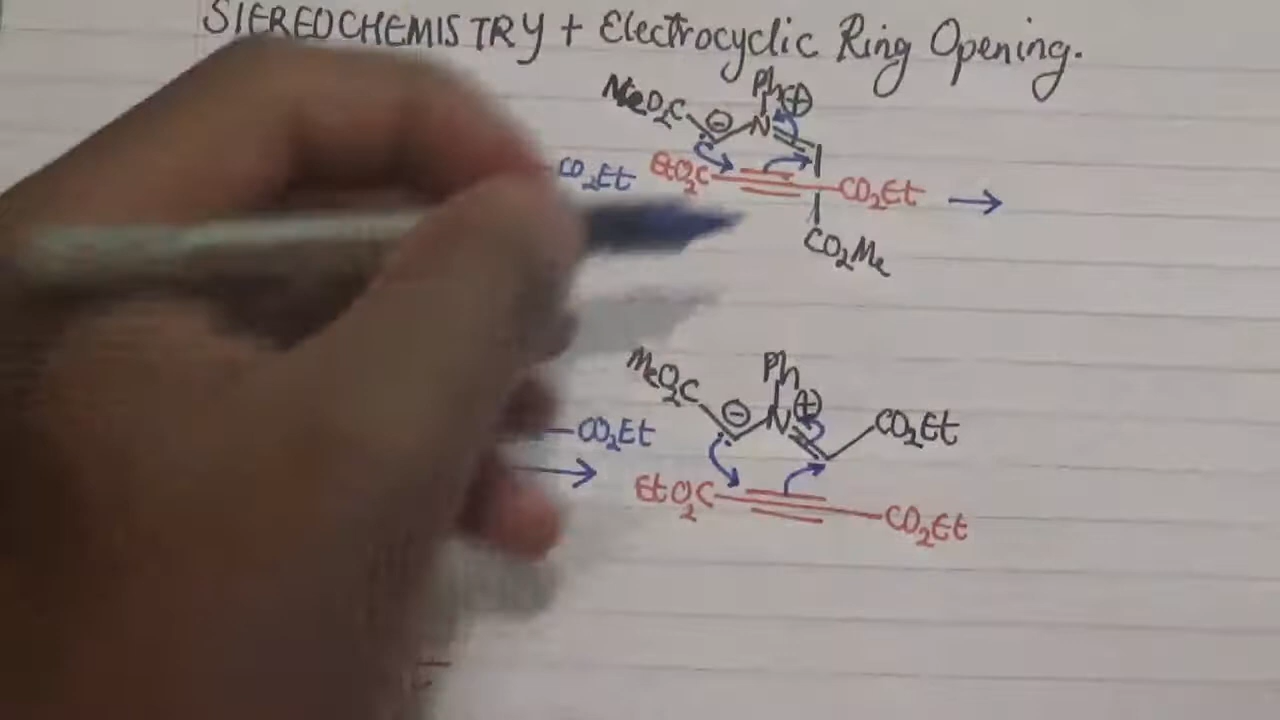 STEREOCHEMISTRY + Electrocyclic Ring Opening.
Ph ⊕
MeO₂C ⊖ N
CO₂Et EtO₂C CO₂Et
CO₂Me
MeO₂C Ph
⊖ N ⊕ CO₂Et
CO₂Et
EtO₂C CO₂Et